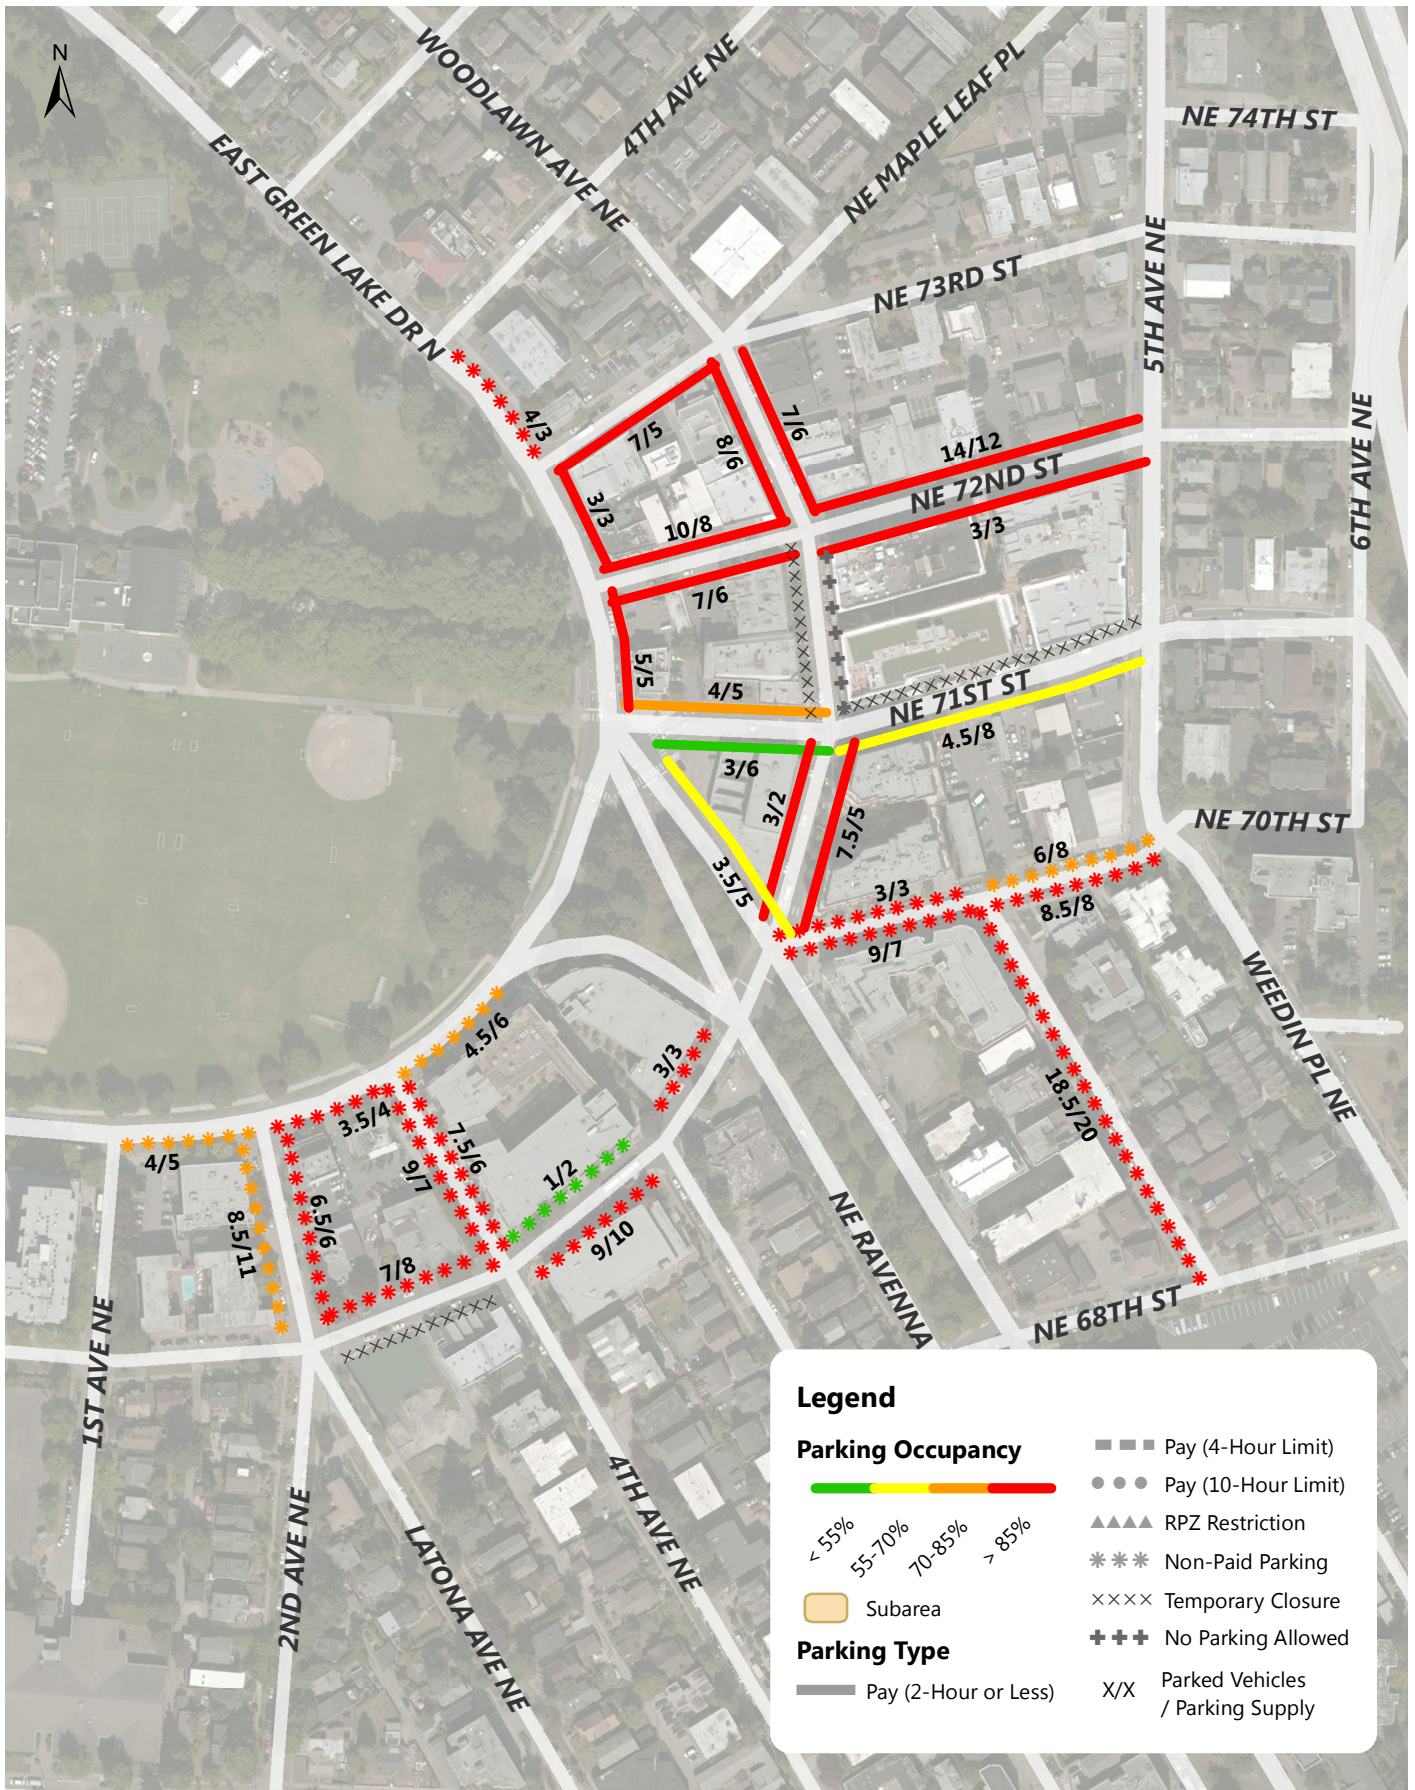 N
WOODLAWN AVE NE
4TH AVE NE
NE MAPLE LEAF PL
NE 74TH ST
EAST GREEN LAKE DR N
NE 73RD ST
5TH AVE NE
4/3
7/5
8/6
7/6
14/12
NE 72ND ST
6TH AVE NE
3/3
10/8
3/3
7/6
5/5
4/5
NE 71ST ST
4.5/8
3/6
3/2
7.5/5
NE 70TH ST
3.5/5
6/8
3/3
8.5/8
9/7
WEEDIN PL NE
4.5/6
3/3
18.5/20
3.5/4
7.5/6
4/5
9/7
1/2
6.5/6
8.5/11
9/10
7/8
NE RAVENNA
NE 68TH ST
1ST AVE NE
2ND AVE NE
LATONA AVE NE
4TH AVE NE
Legend
Parking Occupancy
< 55%
55-70%
70-85%
> 85%
Subarea
Parking Type
Pay (2-Hour or Less)
Pay (4-Hour Limit)
Pay (10-Hour Limit)
RPZ Restriction
Non-Paid Parking
Temporary Closure
No Parking Allowed
X/X
Parked Vehicles
/ Parking Supply